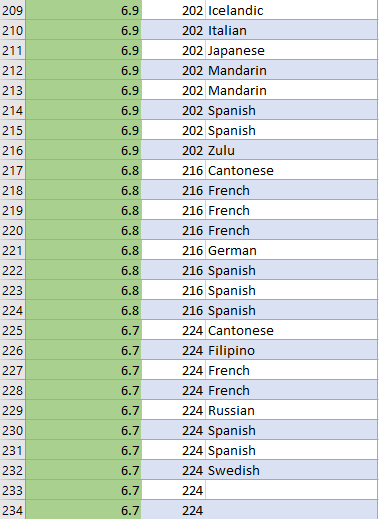 209 6.9 202 Icelandic
210 6.9 202 Italian
211 6.9 202 Japanese
212 6.9 202 Mandarin
213 6.9 202 Mandarin
214 6.9 202 Spanish
215 6.9 202 Spanish
216 6.9 202 Zulu
217 6.8 216 Cantonese
218 6.8 216 French
219 6.8 216 French
220 6.8 216 French
221 6.8 216 German
222 6.8 216 Spanish
223 6.8 216 Spanish
224 6.8 216 Spanish
225 6.7 224 Cantonese
226 6.7 224 Filipino
227 6.7 224 French
228 6.7 224 French
229 6.7 224 Russian
230 6.7 224 Spanish
231 6.7 224 Spanish
232 6.7 224 Swedish
233 6.7 224
234 6.7 224